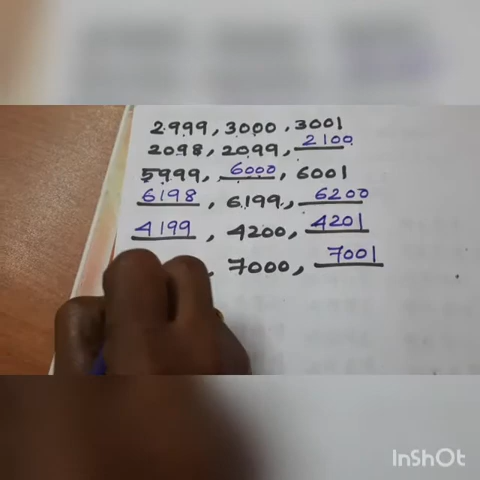 2999, 3000, 3001
2098, 2099, 2100
5999, 6000, 6001
6198, 6199, 6200
4199, 4200, 4201
, 7000, 7001
InShOt